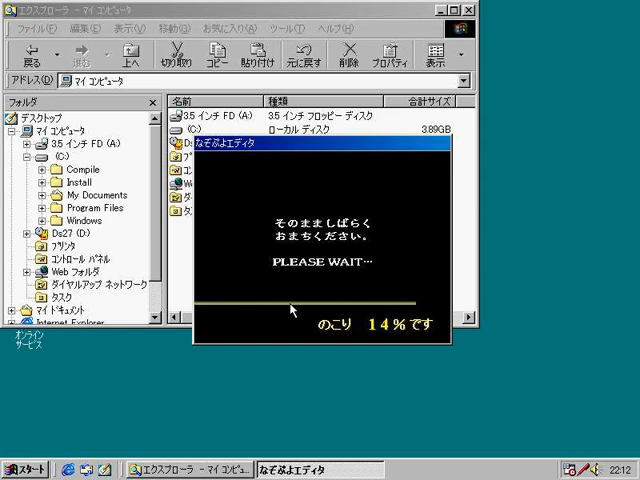 エクスプローラ - マイ コンピュータ
ファイル(F) 編集(E) 表示(V) 移動(G) お気に入り(A) ツール(T) ヘルプ(H)
戻る 進む 上へ 切り取り コピー 貼り付け 元に戻す 削除 プロパティ 表示
アドレス(D) マイ コンピュータ
フォルダ
名前 種類 合計サイズ
デスクトップ
マイ コンピュータ
3.5 インチ FD (A:)
(C:)
Compile
Install
My Documents
Program Files
Windows
Ds27 (D:)
プリンタ
コントロール パネル
Web フォルダ
ダイヤルアップ ネットワーク
タスク
マイ ドキュメント
Internet Explorer
3.5 インチ FD (A:) 3.5 インチ フロッピー ディスク
(C:) ローカル ディスク 3.89GB
なぞぷよエディタ
そのまましばらく
おまちください。
PLEASE WAIT…
のこり 14%です
オンライン
サービス
スタート
エクスプローラ - マイ コンピュ...
なぞぷよエディタ
22:12